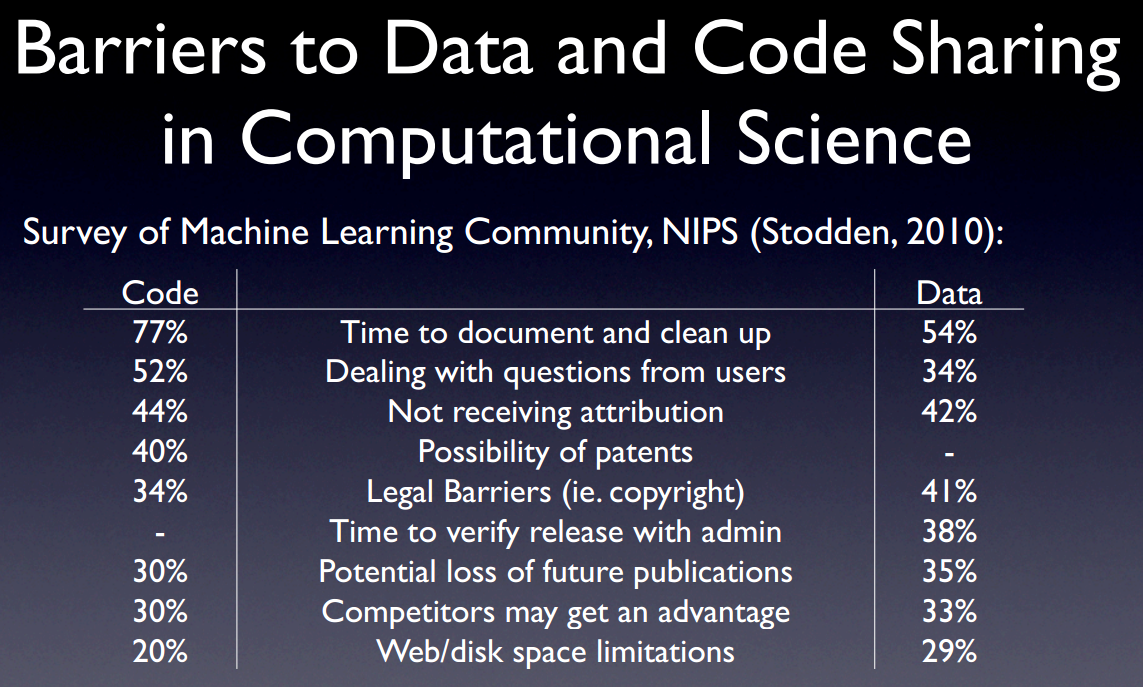 Barriers to Data and Code Sharing
in Computational Science
Survey of Machine Learning Community, NIPS (Stodden, 2010):
Code Data
77% Time to document and clean up 54%
52% Dealing with questions from users 34%
44% Not receiving attribution 42%
40% Possibility of patents -
34% Legal Barriers (ie. copyright) 41%
- Time to verify release with admin 38%
30% Potential loss of future publications 35%
30% Competitors may get an advantage 33%
20% Web/disk space limitations 29%